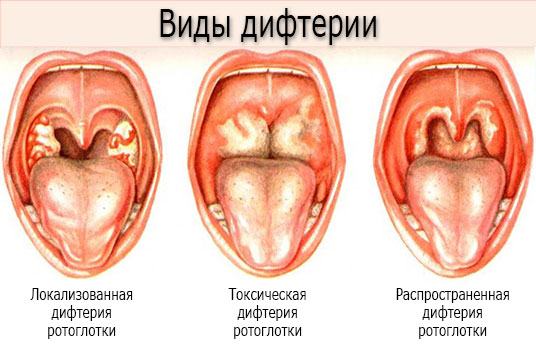 Виды дифтерии
Локализованная
дифтерия
ротоглотки
Токсическая
дифтерия
ротоглотки
Распространенная
дифтерия
ротоглотки